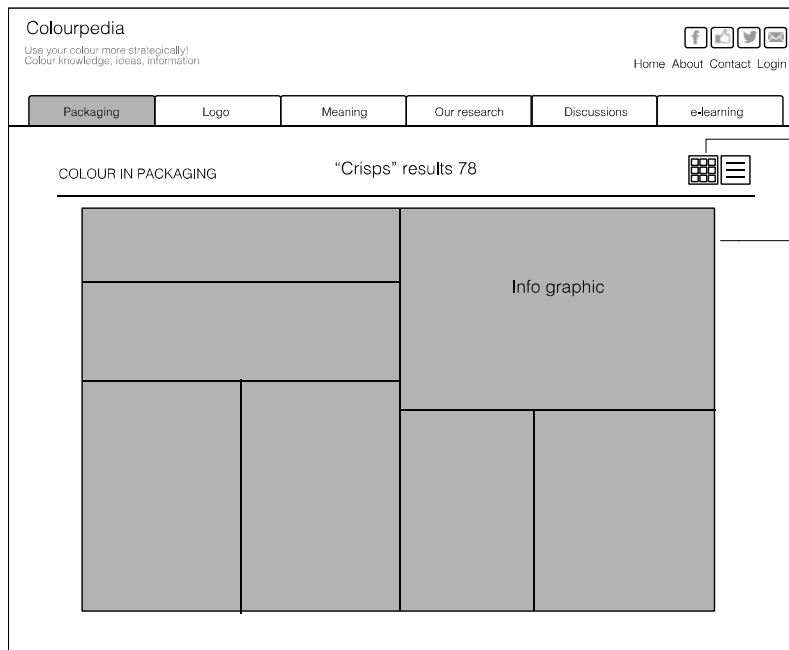 Colourpedia
Use your colour more strategically!
Colour knowledge, ideas, information
Home About Contact Login
Packaging Logo Meaning Our research Discussions e-learning
COLOUR IN PACKAGING "Crisps" results 78
Info graphic